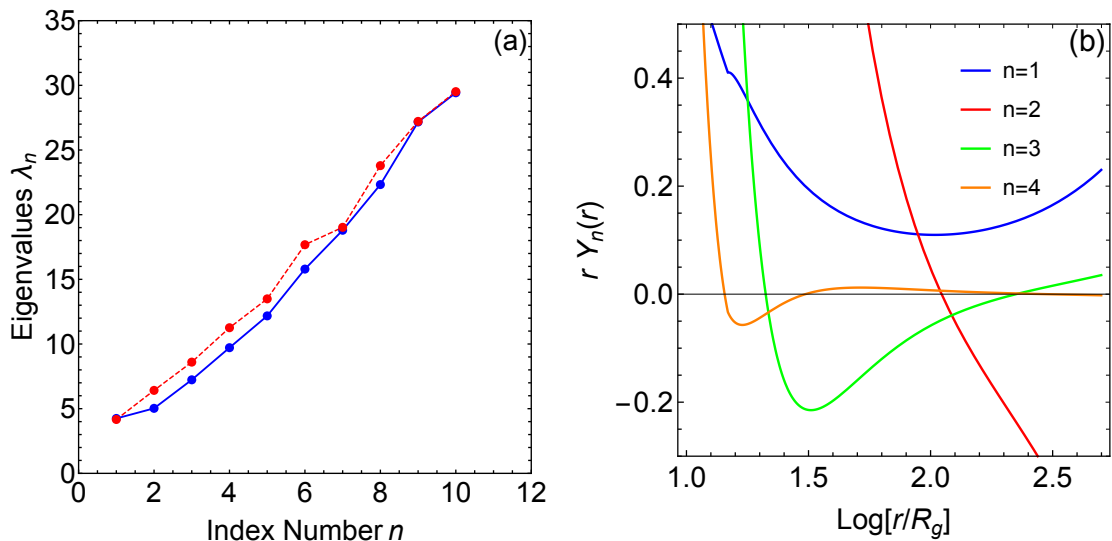 (a)
Eigenvalues λn
35
30
25
20
15
10
5
0
0 2 4 6 8 10 12
Index Number n
(b)
r Yn(r)
0.4
0.2
0.0
−0.2
n=1
n=2
n=3
n=4
1.0 1.5 2.0 2.5
Log[r/Rg]